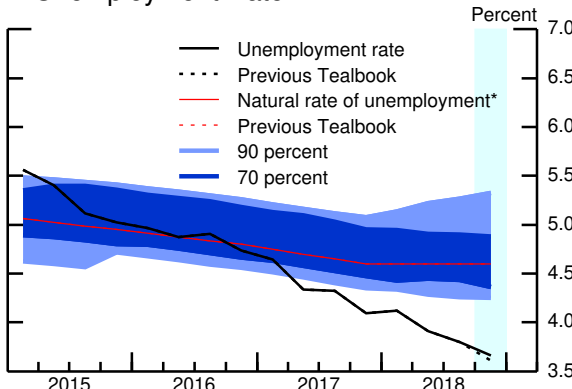 Percent
7.0
Unemployment rate
Previous Tealbook
6.5
Natural rate of unemployment*
Previous Tealbook
6.0
90 percent
70 percent
5.5
5.0
4.5
4.0
3.5
2015 2016 2017 2018